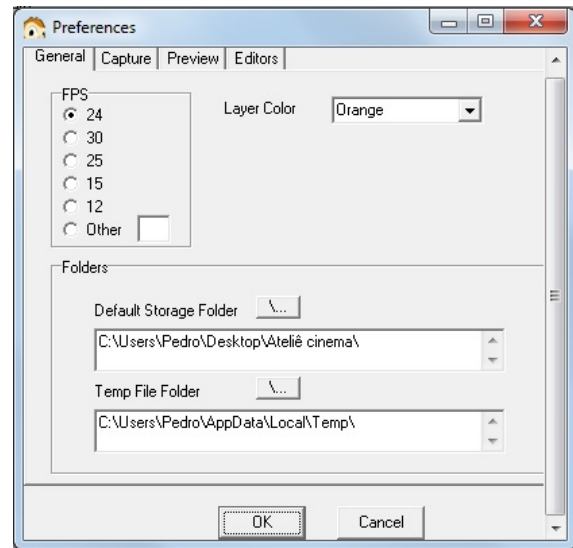 Preferences
General Capture Preview Editors
FPS
24
30
25
15
12
Other
Layer Color Orange
Folders
Default Storage Folder \...
C:\Users\Pedro\Desktop\Ateliê cinema\
Temp File Folder \...
C:\Users\Pedro\AppData\Local\Temp\
OK Cancel